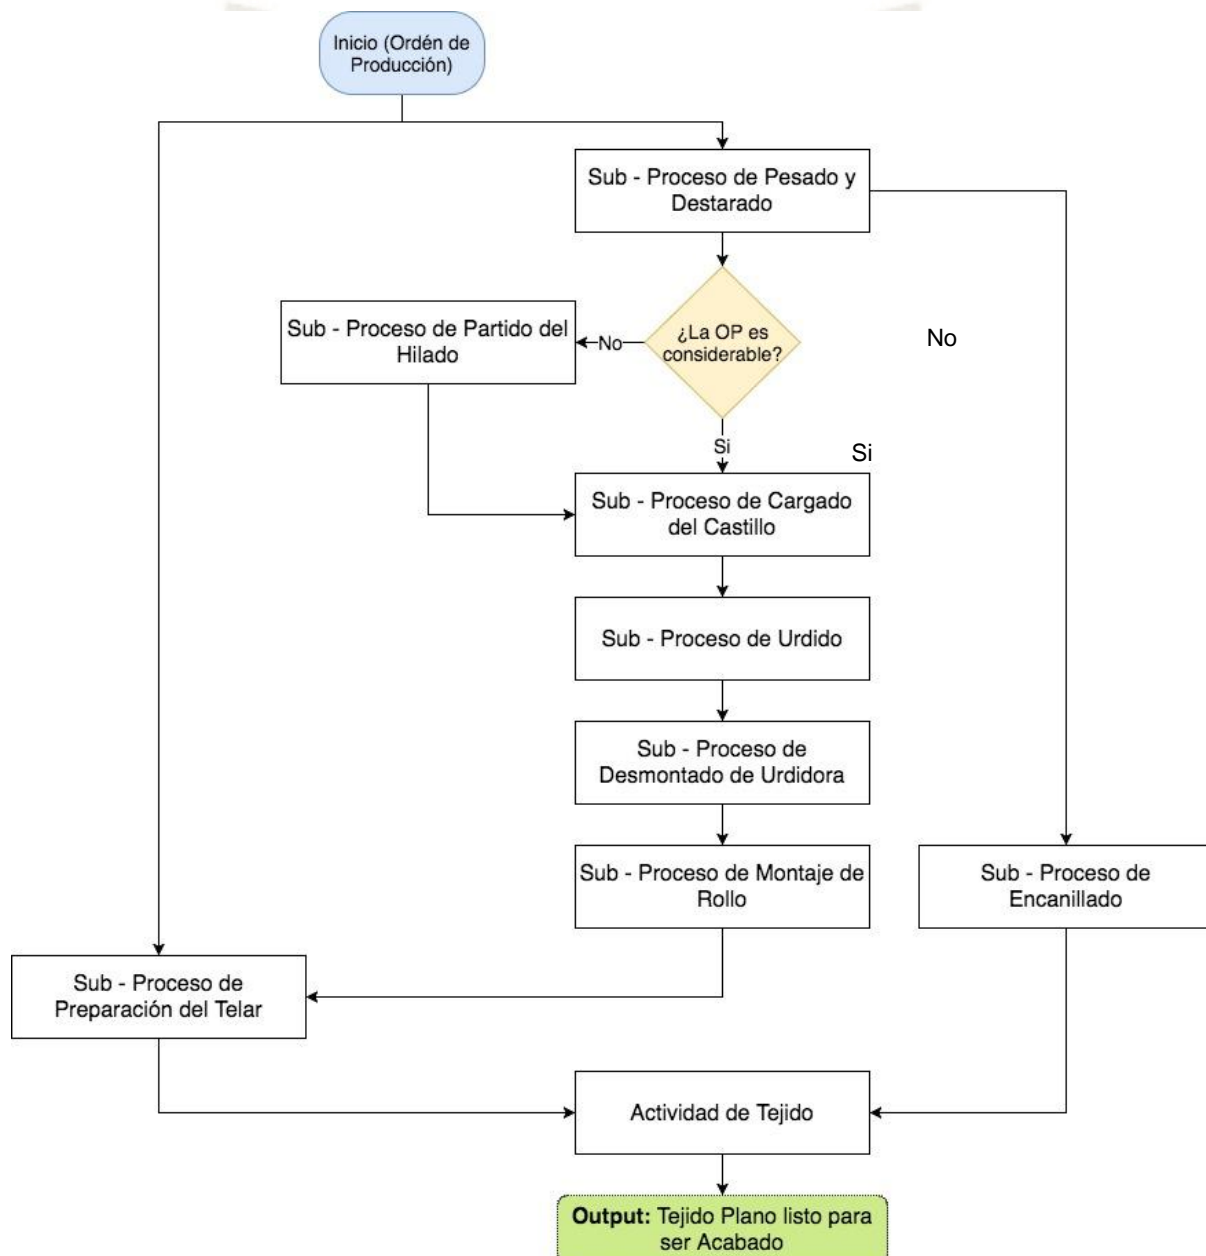 Inicio (Ordén de
Producción)
Sub - Proceso de Pesado y
Destarado
¿La OP es
considerable?
No
Sub - Proceso de Partido del
Hilado
No
Si
Si
Sub - Proceso de Cargado
del Castillo
Sub - Proceso de Urdido
Sub - Proceso de
Desmontado de Urdidora
Sub - Proceso de Montaje de
Rollo
Sub - Proceso de
Encanillado
Sub - Proceso de
Preparación del Telar
Actividad de Tejido
Output: Tejido Plano listo para
ser Acabado